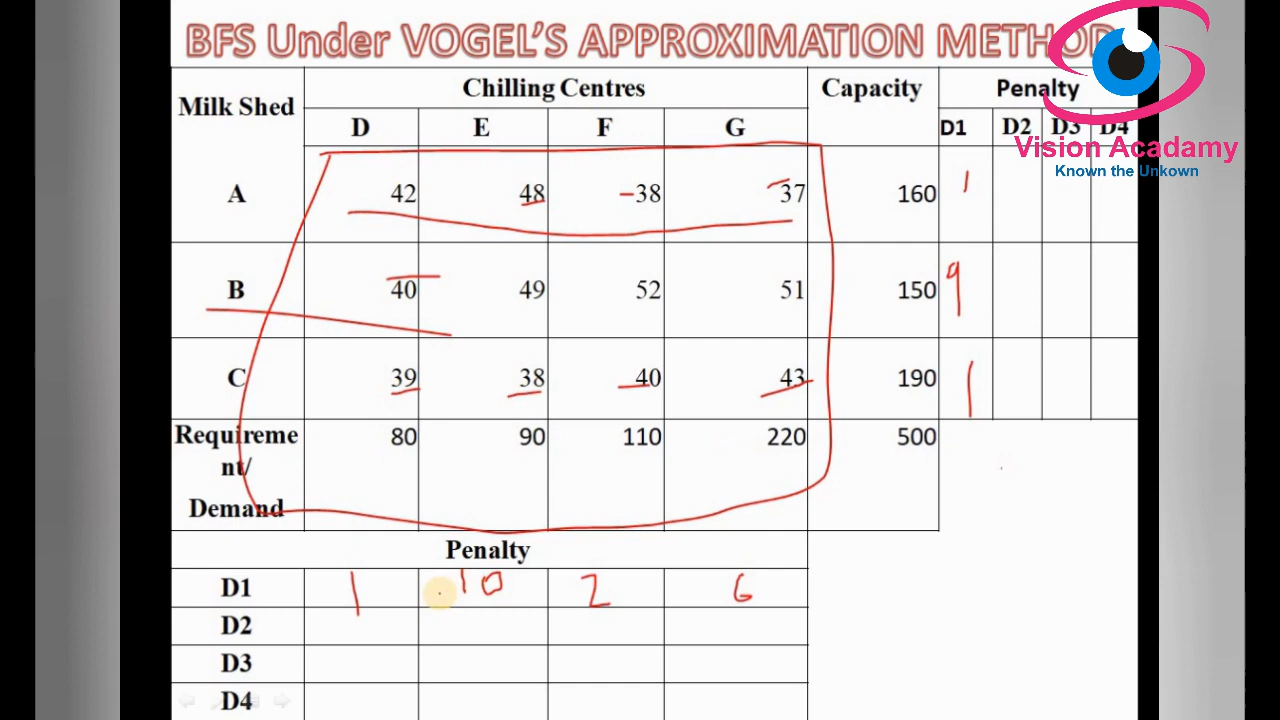 BFS Under VOGEL'S APPROXIMATION METHOD
Milk Shed Chilling Centres Capacity Penalty
D E F G D1 D2 D3 D4
Vision Acadamy
Known the Unkown
A 42 48 38 37 160 1
B 40 49 52 51 150 9
C 39 38 40 43 190 1
Requireme 80 90 110 220 500
nt/
Demand
Penalty
D1 1 10 2 6
D2
D3
D4